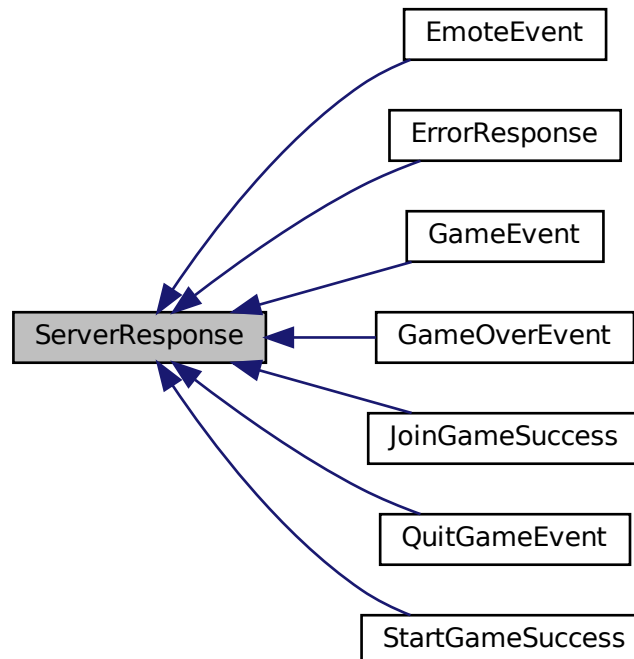 EmoteEvent
ErrorResponse
GameEvent
ServerResponse
GameOverEvent
JoinGameSuccess
QuitGameEvent
StartGameSuccess